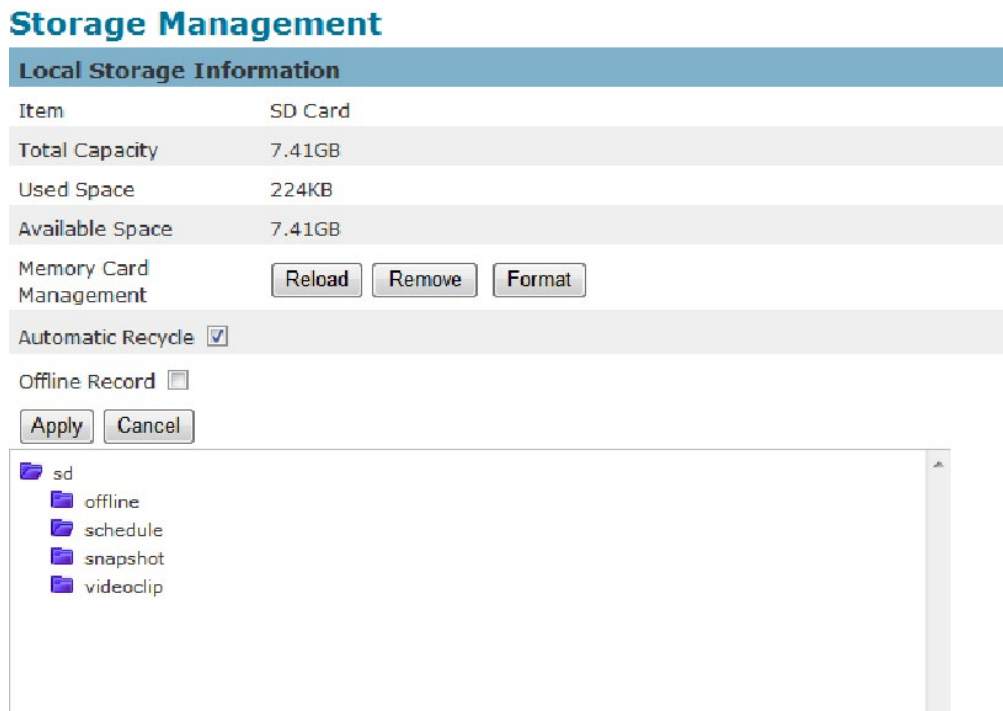 Storage Management
Local Storage Information
Item SD Card
Total Capacity 7.41GB
Used Space 224KB
Available Space 7.41GB
Memory Card
Management
Reload Remove Format
Automatic Recycle
Offline Record
Apply Cancel
sd
offline
schedule
snapshot
videoclip